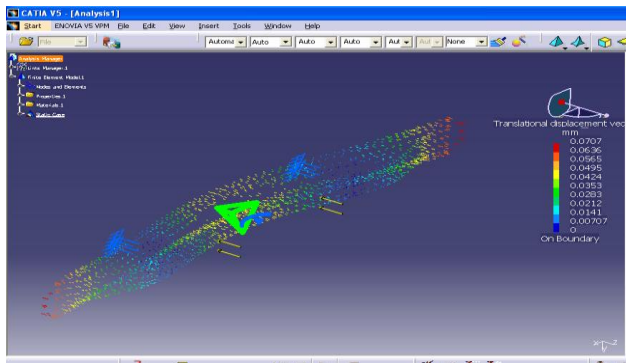 CATIA V5 - [Analysis1]
Start ENOVIA V5 VPM File Edit View Insert Tools Window Help
File Automa Auto Auto Auto Aut Aut None
Analysis Manager
Links Manager.1
Finite Element Model.1
Nodes and Elements
Properties.1
Materials.1
Static Case
Translational displacement vec
mm
0.0707
0.0636
0.0565
0.0495
0.0424
0.0353
0.0283
0.0212
0.0141
0.00707
0
On Boundary